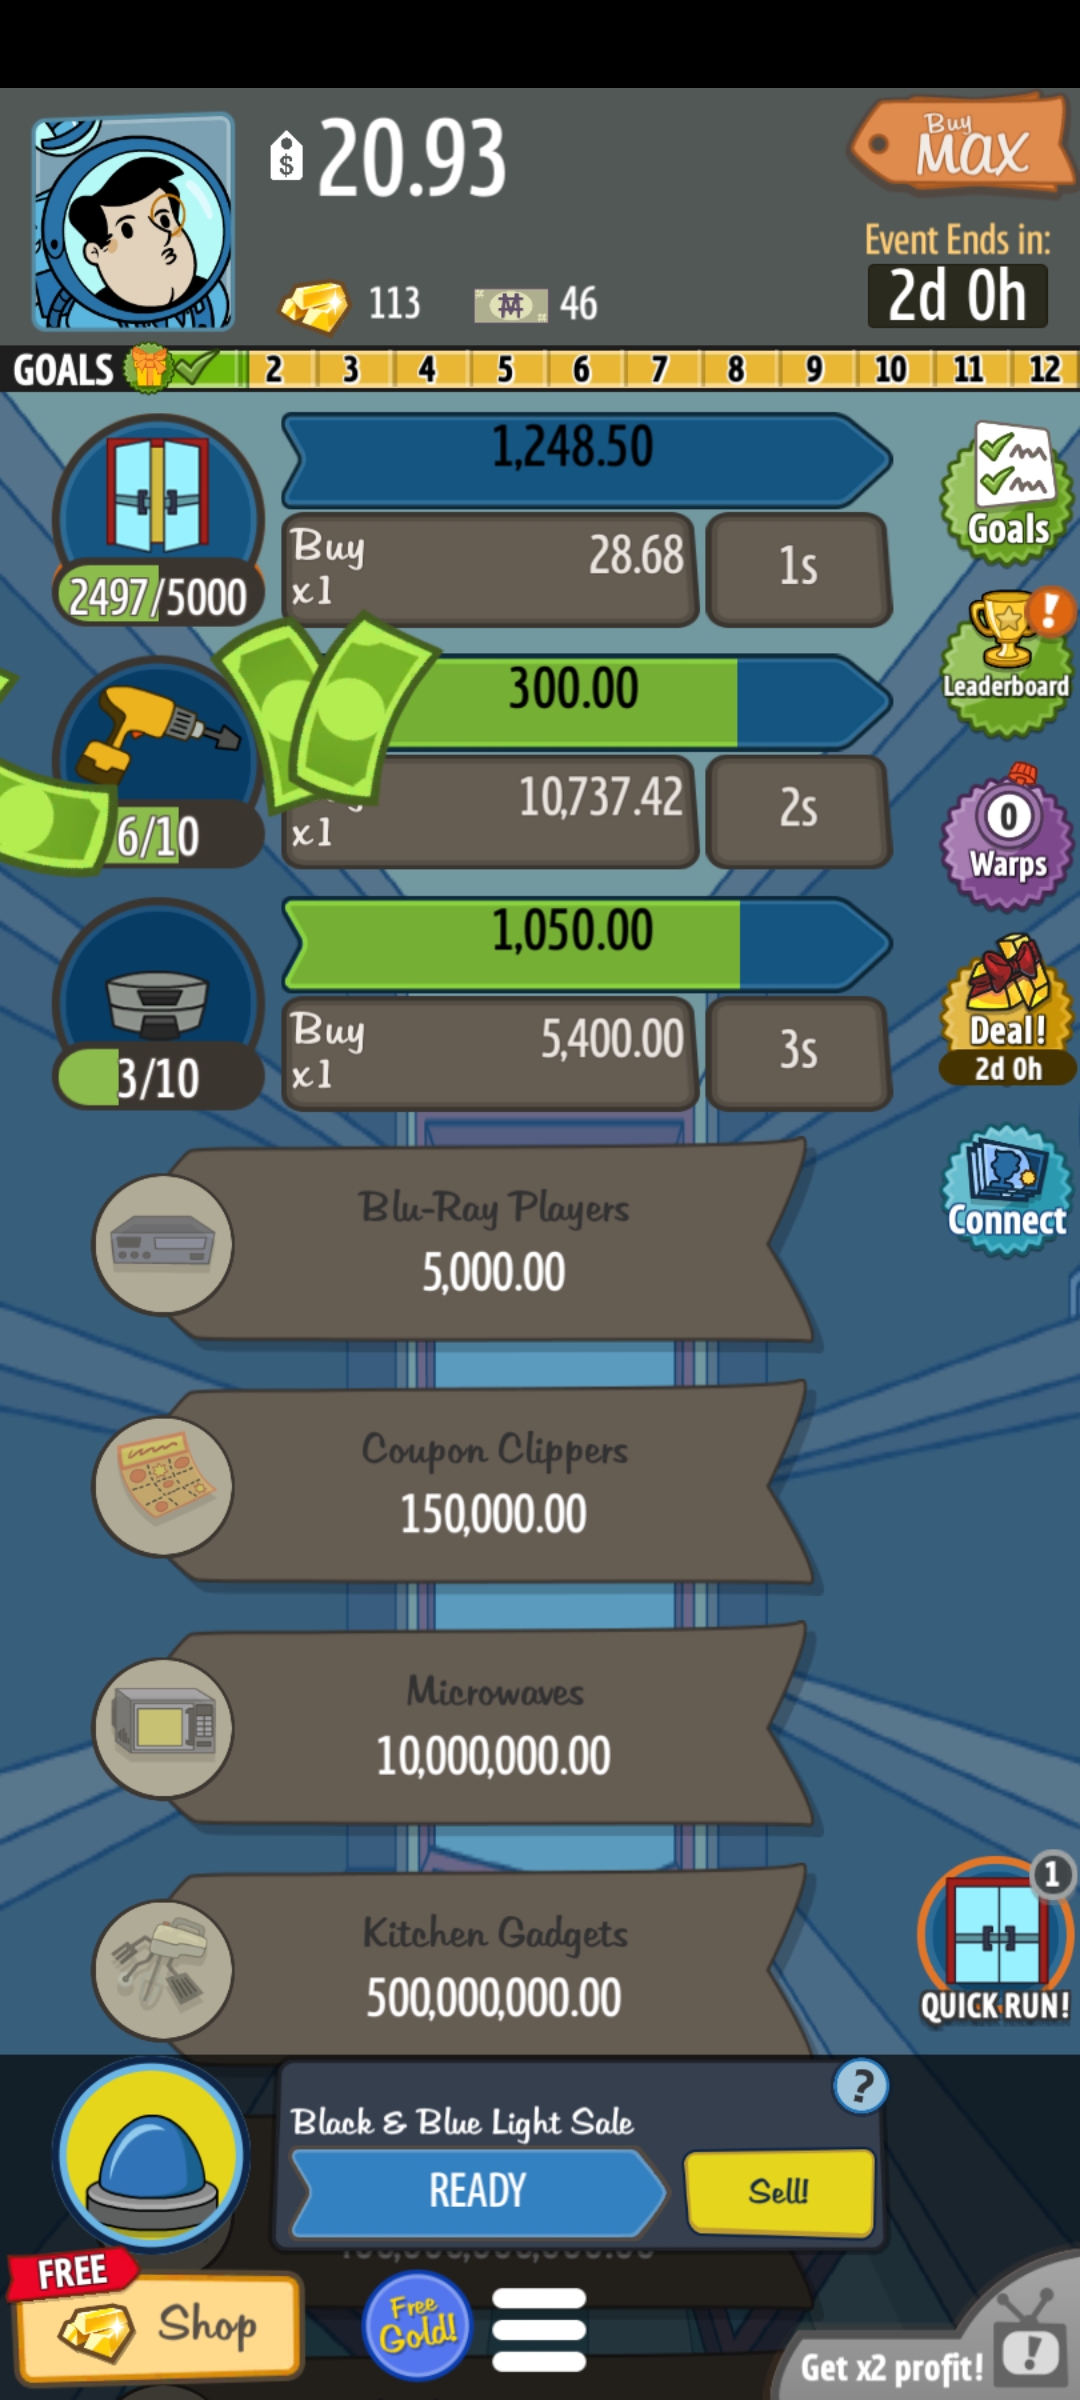 $ 20.93
Buy
MAX
Event Ends in:
2d 0h
113
46
GOALS 2 3 4 5 6 7 8 9 10 11 12
1,248.50
Buy
x1
28.68
1s
2497/5000
Goals
300.00
x1
10,737.42
2s
6/10
!
Leaderboard
0
Warps
1,050.00
Buy
x1
5,400.00
3s
3/10
Deal!
2d 0h
Blu-Ray Players
5,000.00
Connect
Coupon Clippers
150,000.00
Microwaves
10,000,000.00
Kitchen Gadgets
500,000,000.00
1
QUICK RUN!
?
Black & Blue Light Sale
READY
Sell!
FREE
Shop
Free
Gold!
Get x2 profit!
!